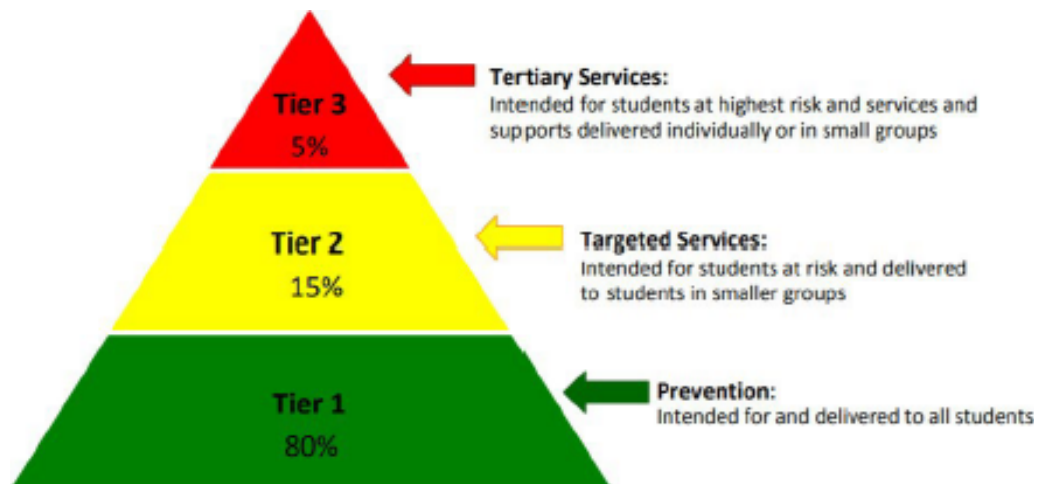 Tier 3
5%
Tertiary Services:
Intended for students at highest risk and services and
supports delivered individually or in small groups
Tier 2
15%
Targeted Services:
Intended for students at risk and delivered
to students in smaller groups
Tier 1
80%
Prevention:
Intended for and delivered to all students